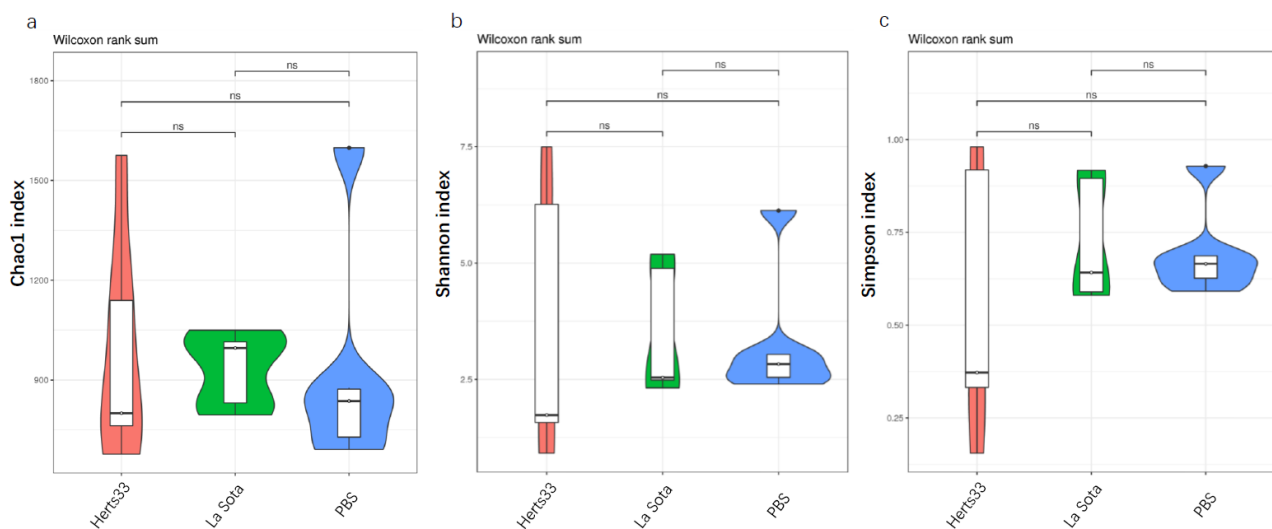 a
Wilcoxon rank sum
Chao1 index
1800
1500
1200
900
ns
ns
ns
Herts33
La Sota
PBS
b
Wilcoxon rank sum
Shannon index
7.5
5.0
2.5
ns
ns
ns
Herts33
La Sota
PBS
c
Wilcoxon rank sum
Simpson index
1.00
0.75
0.50
0.25
ns
ns
ns
Herts33
La Sota
PBS